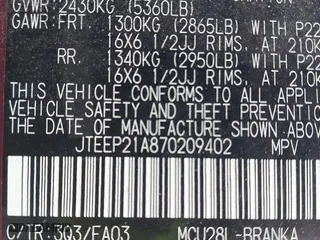 GVWR:2430KG (5360LB)
GAWR:FRT. 1300KG (2865LB) WITH P22
16X6 1/2JJ RIMS, AT 210K
RR. 1340KG (2950LB) WITH P22
16X6 1/2JJ RIMS, AT 210K
THIS VEHICLE CONFORMS TO ALL APPLI
VEHICLE SAFETY AND THEFT PREVENTIO
THE DATE OF MANUFACTURE SHOWN ABO
JTEEP21A870209402 MPV
C/TR:3Q3/FA03 MCU28L-BRANKA